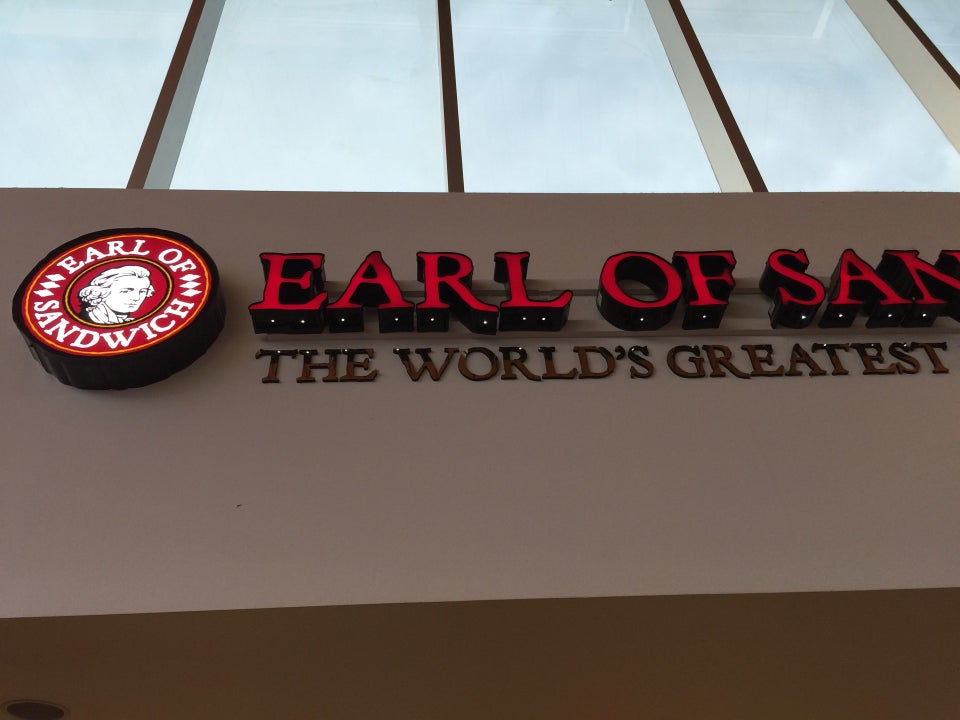 EARL OF
SANDWICH
EARL OF SAN
THE WORLD'S GREATEST